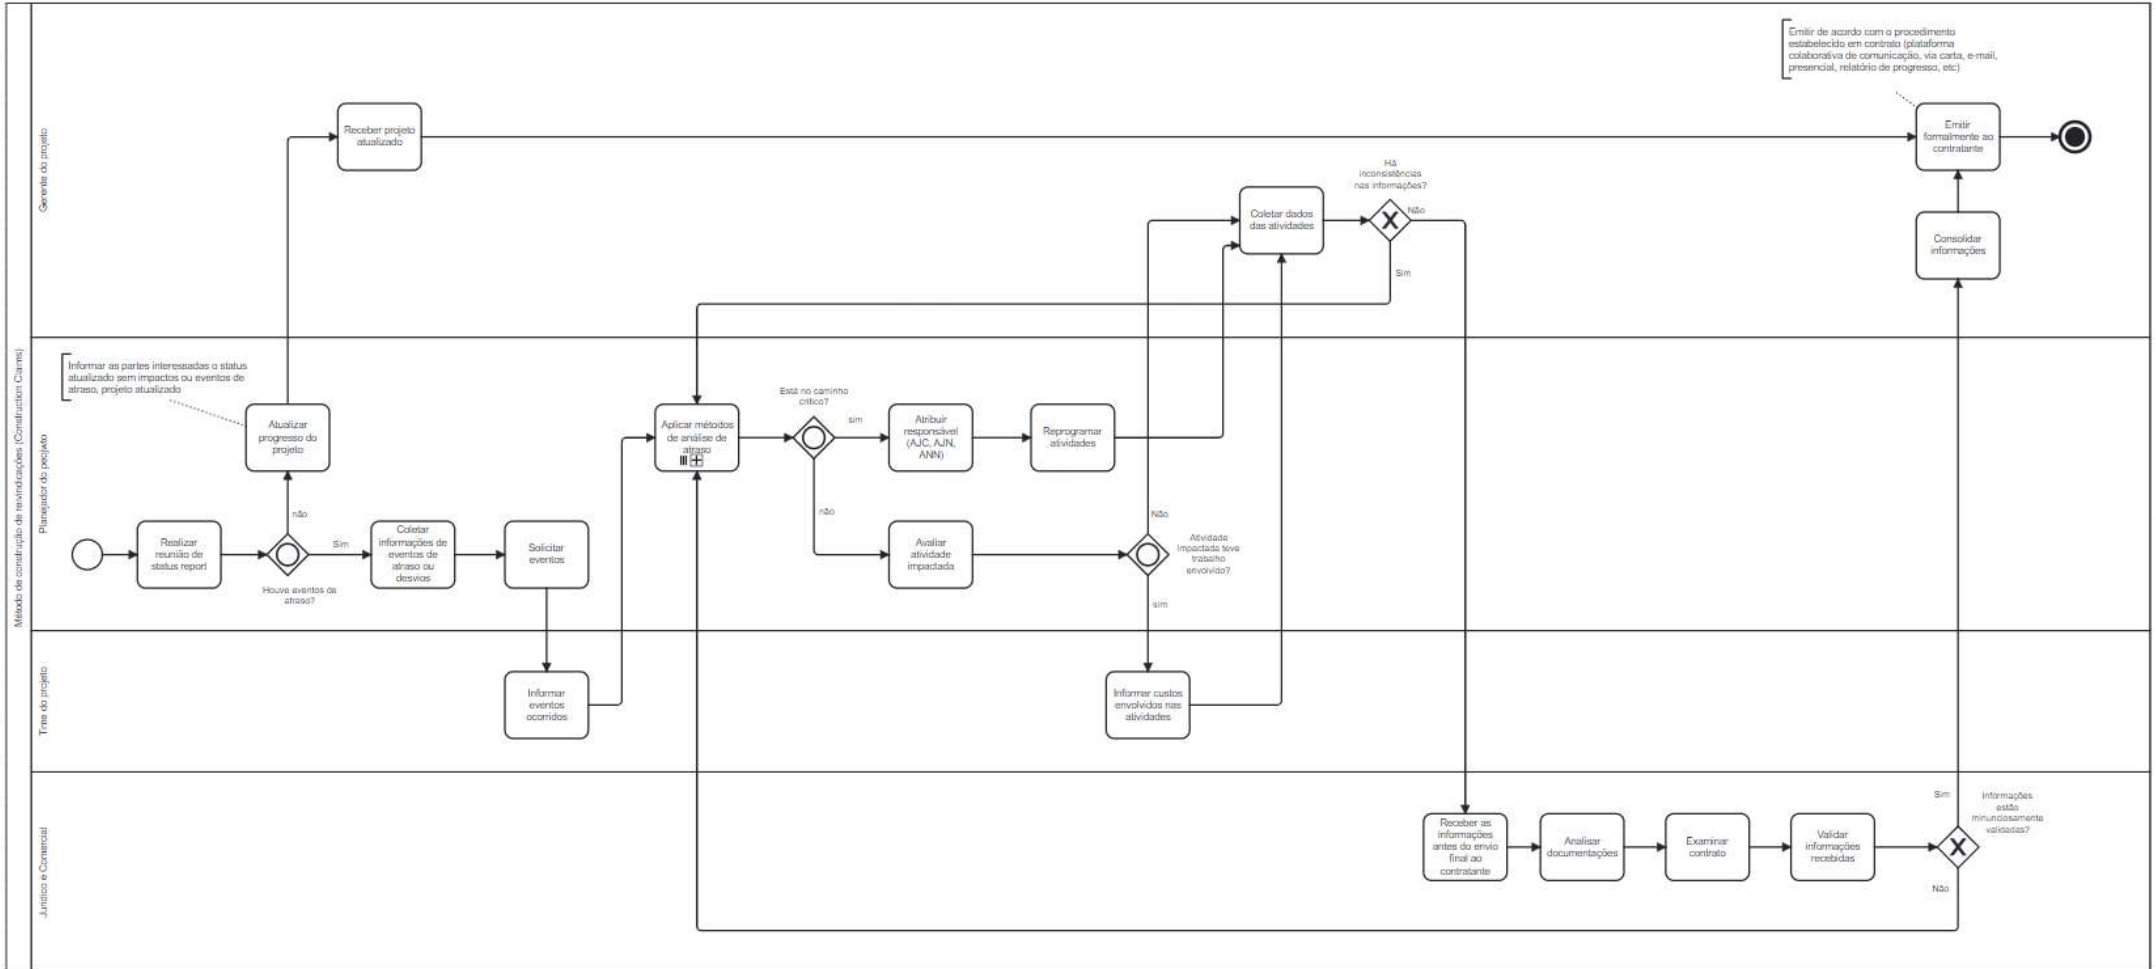 Método de construção de reivindicações (Construction Claims)
Gerente do projeto
Receber projeto
atualizado
Há
inconsistências
nas informações?
Coletar dados
das atividades
Não
Sim
Emitir de acordo com o procedimento
estabelecido em contrato (plataforma
colaborativa de comunicação, via carta, e-mail,
presencial, relatório de progresso, etc)
Emitir
formalmente ao
contratante
Consolidar
informações
Planejador do projeto
Informar as partes interessadas o status
atualizado sem impactos ou eventos de
atraso, projeto atualizado
Atualizar
progresso do
projeto
não
Realizar
reunião de
status report
Houve eventos de
atraso?
Sim
Coletar
informações de
eventos de
atraso ou
desvios
Solicitar
eventos
Aplicar métodos
de análise de
atraso
Está no caminho
crítico?
sim
Atribuir
responsável
(AJC, AJN,
ANN)
Reprogramar
atividades
não
Avaliar
atividade
impactada
Não
Atividade
impactada teve
trabalho
envolvido?
sim
Time do projeto
Informar
eventos
ocorridos
Informar custos
envolvidos nas
atividades
Jurídico e Comercial
Receber as
informações
antes do envio
final ao
contratante
Analisar
documentações
Examinar
contrato
Validar
informações
recebidas
Sim
Informações
estão
minunciosamente
validadas?
Não